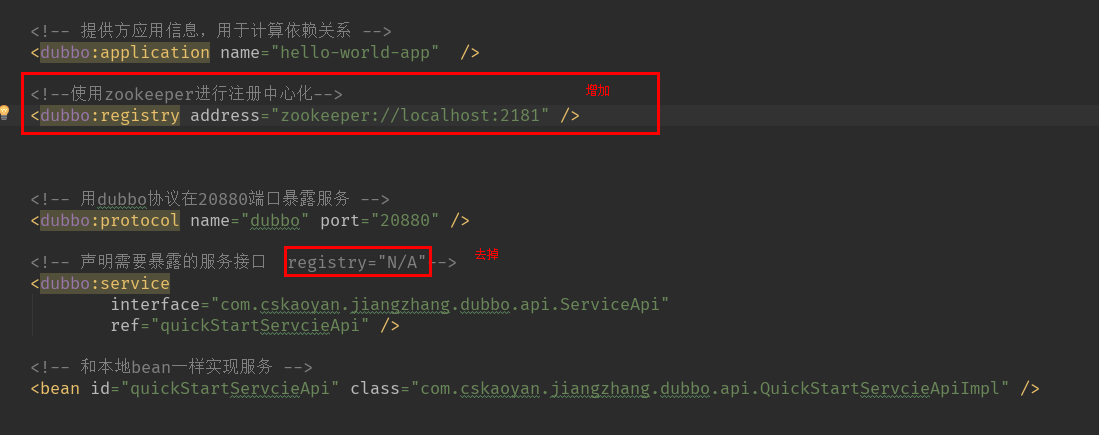 <!-- 提供方应用信息，用于计算依赖关系 -->
<dubbo:application name="hello-world-app"  />
<!--使用zookeeper进行注册中心化-->
增加
<dubbo:registry address="zookeeper://localhost:2181" />
<!-- 用dubbo协议在20880端口暴露服务 -->
<dubbo:protocol name="dubbo" port="20880" />
<!-- 声明需要暴露的服务接口  registry="N/A"-->
去掉
<dubbo:service
interface="com.cskaoyan.jiangzhang.dubbo.api.ServiceApi"
ref="quickStartServcieApi" />
<!-- 和本地bean一样实现服务 -->
<bean id="quickStartServcieApi" class="com.cskaoyan.jiangzhang.dubbo.api.QuickStartServcieApiImpl" />